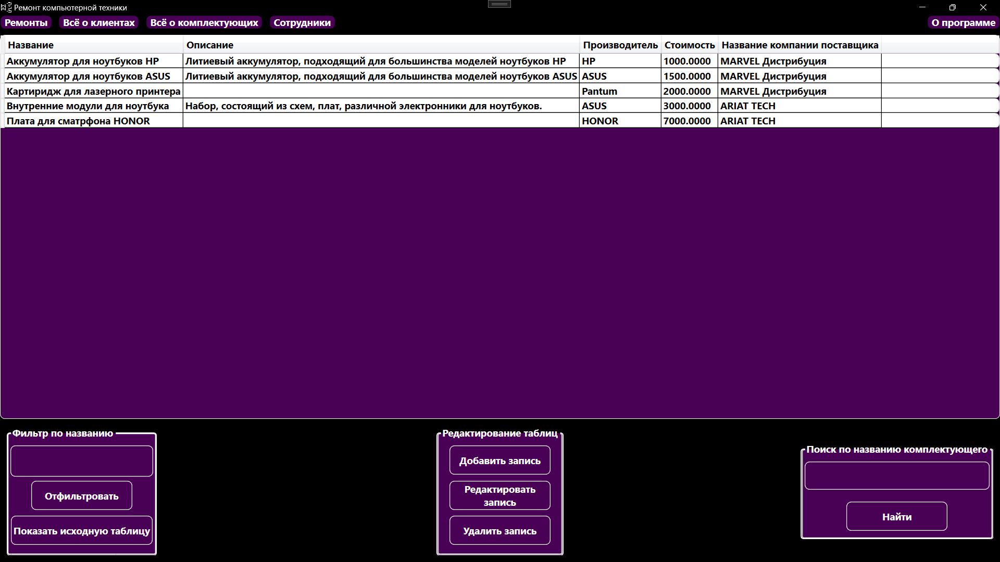 Ремонт компьютерной техники
Ремонты Всё о клиентах Всё о комплектующих Сотрудники О программе
Название Описание Производитель Стоимость Название компании поставщика
Аккумулятор для ноутбуков HP Литиевый аккумулятор, подходящий для большинства моделей ноутбуков HP HP 1000.0000 MARVEL Дистрибуция
Аккумулятор для ноутбуков ASUS Литиевый аккумулятор, подходящий для большинства моделей ноутбуков ASUS ASUS 1500.0000 MARVEL Дистрибуция
Картиридж для лазерного принтера Pantum 2000.0000 MARVEL Дистрибуция
Внутренние модули для ноутбука Набор, состоящий из схем, плат, различной электронники для ноутбуков. ASUS 3000.0000 ARIAT TECH
Плата для сматрфона HONOR HONOR 7000.0000 ARIAT TECH
Фильтр по названию
Отфильтровать
Показать исходную таблицу
Редактирование таблиц
Добавить запись
Редактировать
запись
Удалить запись
Поиск по названию комплектующего
Найти